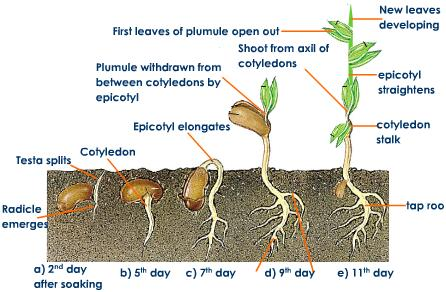 New leaves
developing
First leaves of plumule open out
Shoot from axil of
cotyledons
Plumule withdrawn from
between cotyledons by
epicotyl
epicotyl
straightens
Epicotyl elongates
cotyledon
stalk
Cotyledon
Testa splits
Radicle
emerges
tap roo
a) 2nd day
after soaking
b) 5th day
c) 7th day
d) 9th day
e) 11th day